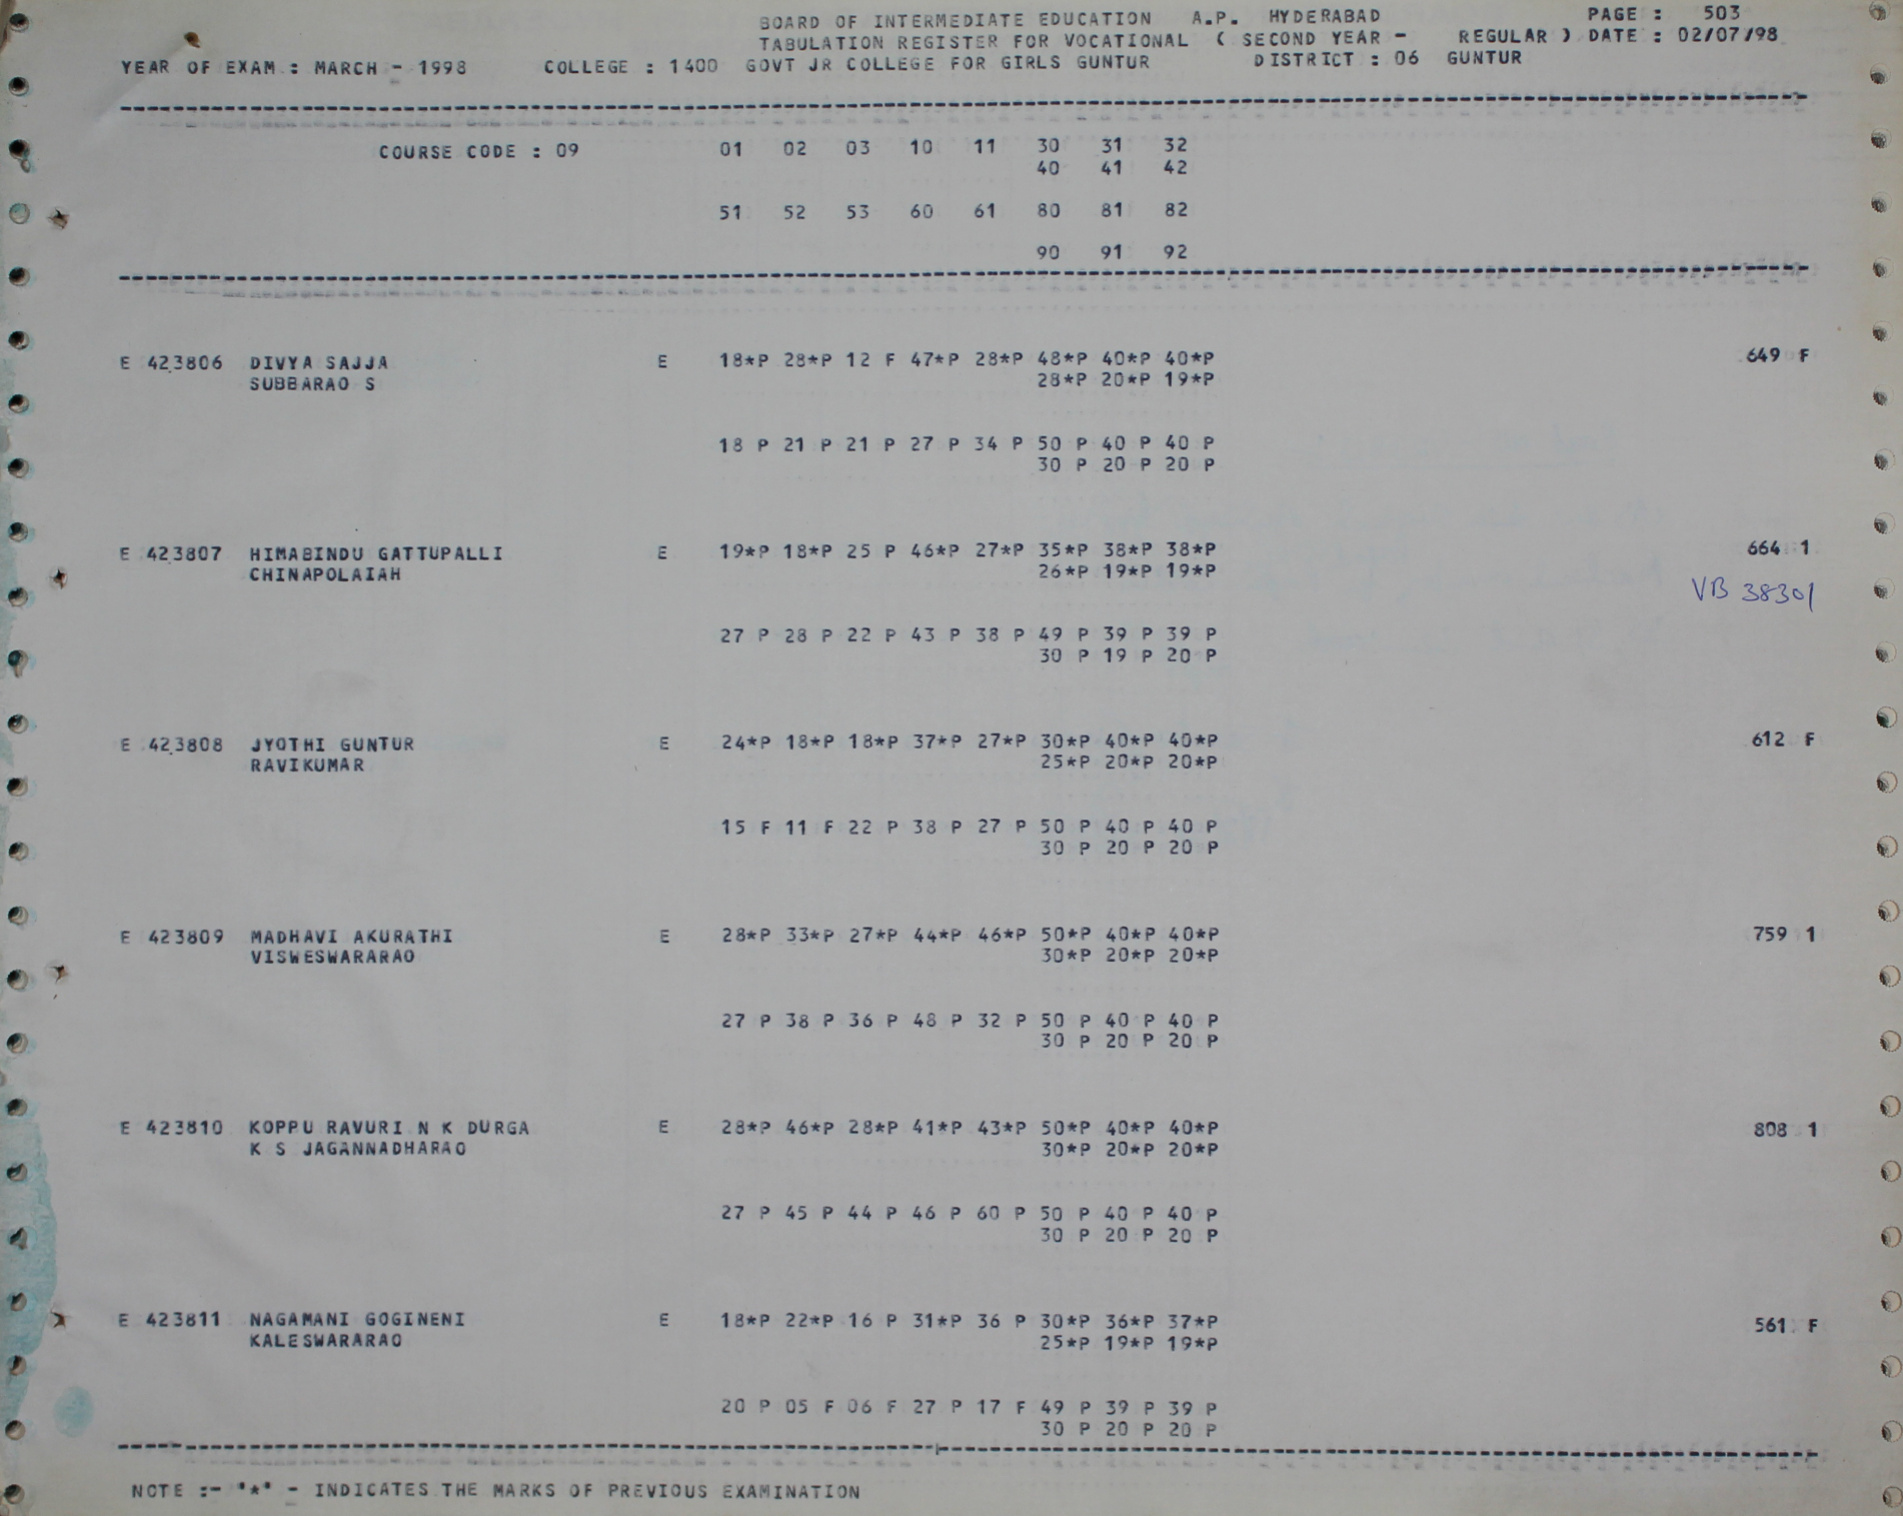 BOARD OF INTERMEDIATE EDUCATION A.P. HYDERABAD PAGE : 503
TABULATION REGISTER FOR VOCATIONAL ( SECOND YEAR - REGULAR ) DATE : 02/07/98
YEAR OF EXAM : MARCH - 1998 COLLEGE : 1400 GOVT JR COLLEGE FOR GIRLS GUNTUR DISTRICT : 06 GUNTUR
COURSE CODE : 09 01 02 03 10 11 30 31 32
40 41 42
51 52 53 60 61 80 81 82
90 91 92
E 423806 DIVYA SAJJA E 18*P 28*P 12 F 47*P 28*P 48*P 40*P 40*P 649 F
SUBBARAO S 28*P 20*P 19*P
18 P 21 P 21 P 27 P 34 P 50 P 40 P 40 P
30 P 20 P 20 P
E 423807 HIMABINDU GATTUPALLI E 19*P 18*P 25 P 46*P 27*P 35*P 38*P 38*P 664 1
CHINAPOLAIAH 26*P 19*P 19*P
VB 38301
27 P 28 P 22 P 43 P 38 P 49 P 39 P 39 P
30 P 19 P 20 P
E 423808 JYOTHI GUNTUR E 24*P 18*P 18*P 37*P 27*P 30*P 40*P 40*P 612 F
RAVIKUMAR 25*P 20*P 20*P
15 F 11 F 22 P 38 P 27 P 50 P 40 P 40 P
30 P 20 P 20 P
E 423809 MADHAVI AKURATHI E 28*P 33*P 27*P 44*P 46*P 50*P 40*P 40*P 759 1
VISWESWARARAO 30*P 20*P 20*P
27 P 38 P 36 P 48 P 32 P 50 P 40 P 40 P
30 P 20 P 20 P
E 423810 KOPPU RAVURI N K DURGA E 28*P 46*P 28*P 41*P 43*P 50*P 40*P 40*P 808 1
K S JAGANNADHARAO 30*P 20*P 20*P
27 P 45 P 44 P 46 P 60 P 50 P 40 P 40 P
30 P 20 P 20 P
E 423811 NAGAMANI GOGINENI E 18*P 22*P 16 P 31*P 36 P 30*P 36*P 37*P 561 F
KALESWARARAO 25*P 19*P 19*P
20 P 05 F 06 F 27 P 17 F 49 P 39 P 39 P
30 P 20 P 20 P
NOTE :- '*' - INDICATES THE MARKS OF PREVIOUS EXAMINATION